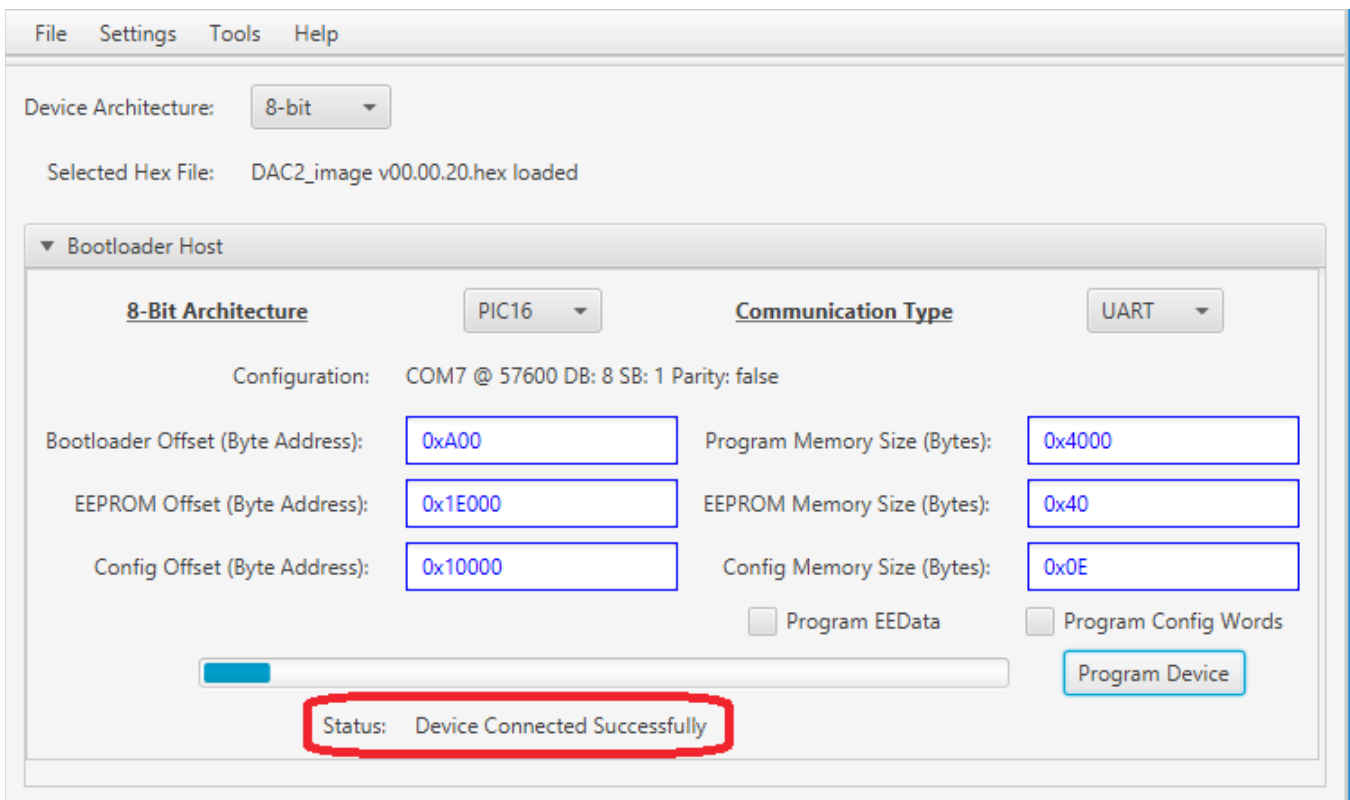 File Settings Tools Help
Device Architecture: 8-bit
Selected Hex File: DAC2_image v00.00.20.hex loaded
Bootloader Host
8-Bit Architecture PIC16 Communication Type UART
Configuration: COM7 @ 57600 DB: 8 SB: 1 Parity: false
Bootloader Offset (Byte Address): 0xA00 Program Memory Size (Bytes): 0x4000
EEPROM Offset (Byte Address): 0x1E000 EEPROM Memory Size (Bytes): 0x40
Config Offset (Byte Address): 0x10000 Config Memory Size (Bytes): 0x0E
Program EEData Program Config Words
Program Device
Status: Device Connected Successfully